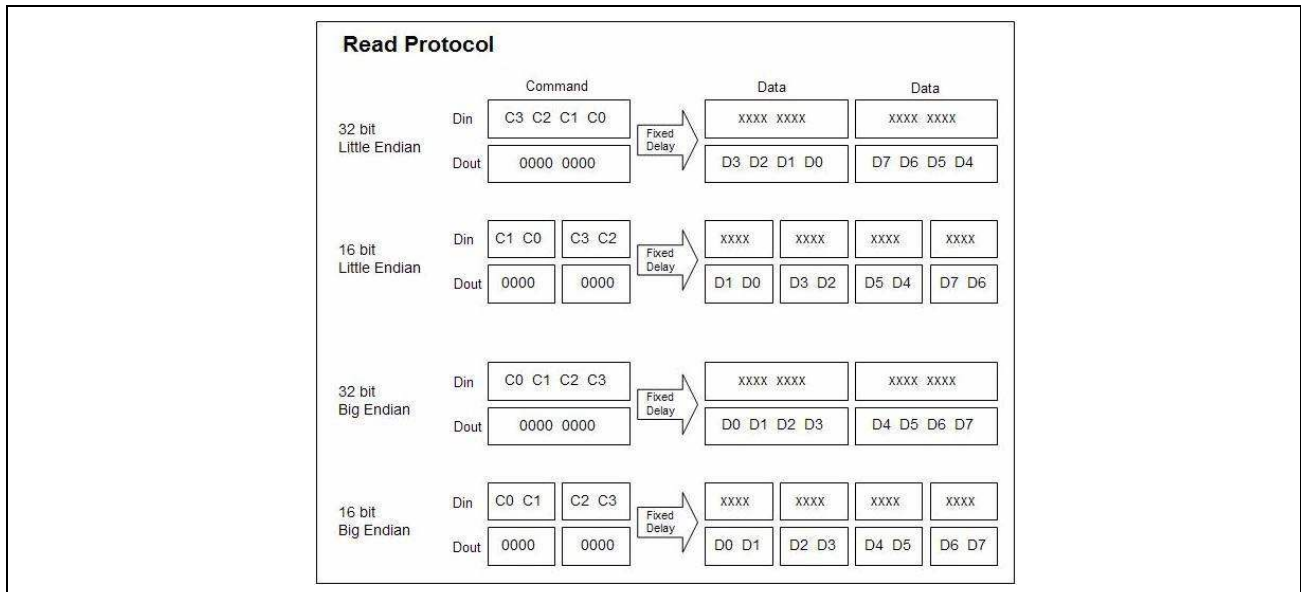 Read Protocol
Command Data Data
32 bit
Little Endian
Din C3 C2 C1 C0 Fixed Delay XXXX XXXX XXXX XXXX
Dout 0000 0000 D3 D2 D1 D0 D7 D6 D5 D4
16 bit
Little Endian
Din C1 C0 C3 C2 Fixed Delay XXXX XXXX XXXX XXXX
Dout 0000 0000 D1 D0 D3 D2 D5 D4 D7 D6
32 bit
Big Endian
Din C0 C1 C2 C3 Fixed Delay XXXX XXXX XXXX XXXX
Dout 0000 0000 D0 D1 D2 D3 D4 D5 D6 D7
16 bit
Big Endian
Din C0 C1 C2 C3 Fixed Delay XXXX XXXX XXXX XXXX
Dout 0000 0000 D0 D1 D2 D3 D4 D5 D6 D7